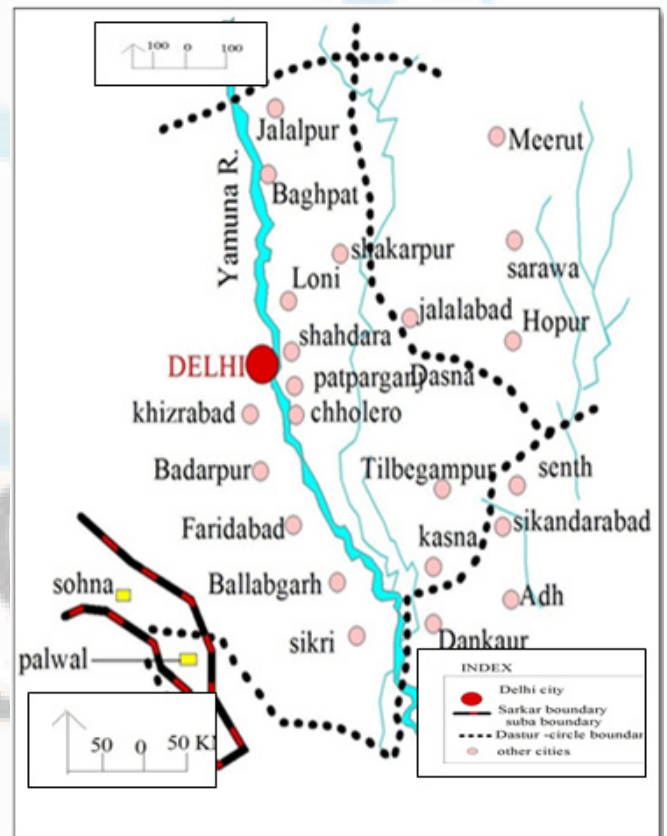 100 0 100
Jalalpur
Meerut
Yamuna R.
Baghpat
shakarpur
sarawa
Loni
jalalabad
Hopur
shahdara
DELHI
patparganj
Dasna
khizrabad
chholero
Badarpur
Tilbegampur
senth
Faridabad
sikandarabad
kasna
sohna
Ballabgarh
Adh
sikri
Dankaur
palwal
50 0 50 KI
INDEX
Delhi city
Sarkar boundary
suba boundary
Dastur -circle boundar
other cities